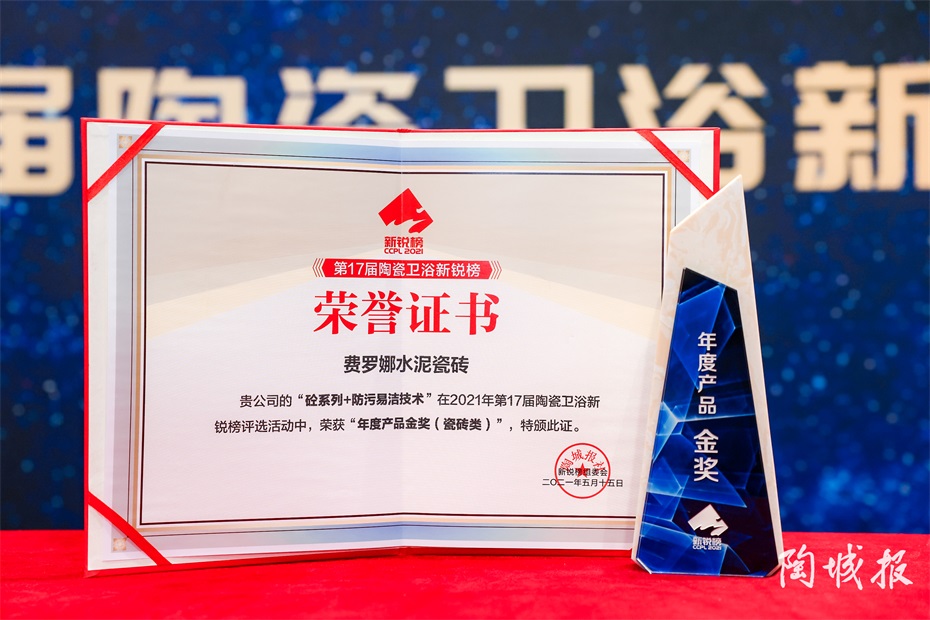 届陶瓷卫浴新
新锐榜
CCPL 2021
第17届陶瓷卫浴新锐榜
荣誉证书
费罗娜水泥瓷砖
贵公司的“砼系列+防污易洁技术”在2021年第17届陶瓷卫浴新
锐榜评选活动中，荣获“年度产品金奖（瓷砖类）”，特颁此证。
陶城报社
新锐榜组委会
二〇二一年五月十五日
年度产品 金奖
新锐榜
CCPL 2021
陶城报